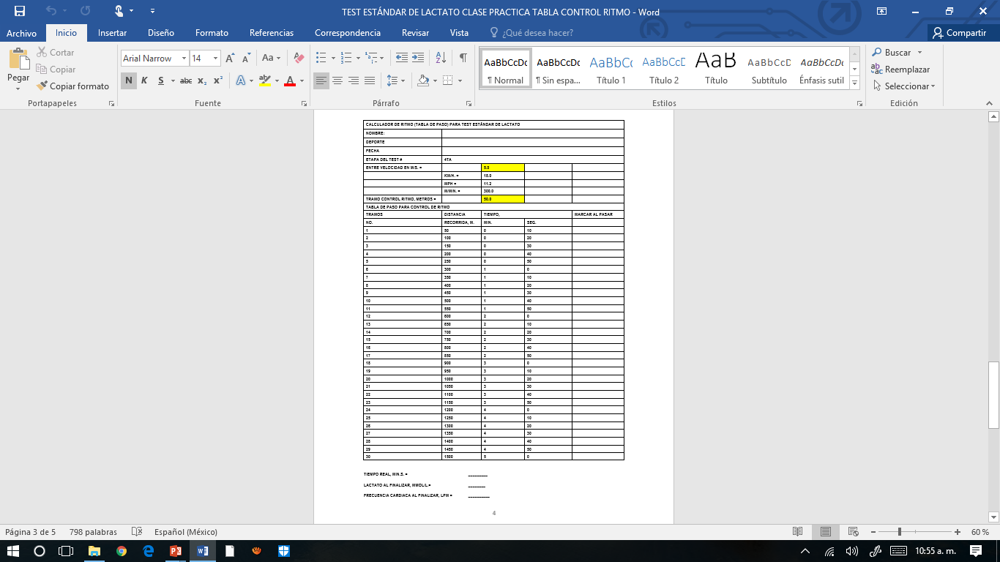 TEST ESTÁNDAR DE LACTATO CLASE PRACTICA TABLA CONTROL RITMO - Word
Archivo Inicio Insertar Diseño Formato Referencias Correspondencia Revisar Vista ¿Qué desea hacer? Compartir
Pegar
Cortar
Copiar
Copiar formato
Portapapeles
Arial Narrow 14 A A Aa
N K S abc x₂ x² A A
Fuente
Párrafo
AaBbCcDc AaBbCcDc AaBbCc AaBbCcD AaB AaBbCcD AaBbCcDc
¶ Normal ¶ Sin espa... Título 1 Título 2 Título Subtítulo Énfasis sutil
Estilos
Buscar
Reemplazar
Seleccionar
Edición
CALCULADOR DE RITMO (TABLA DE PASO) PARA TEST ESTÁNDAR DE LACTATO
NOMBRE:
DEPORTE
FECHA
ETAPA DEL TEST # 4TA
ENTRE VELOCIDAD EN M/S. = 5.0
KM/H. = 18.0
MPH = 11.2
M/MIN. = 300.0
TRAMO CONTROL RITMO, METROS = 50.0
TABLA DE PASO PARA CONTROL DE RITMO
TRAMOS DISTANCIA TIEMPO, MARCAR AL PASAR
NO. RECORRIDA, M. MIN. SEG.
1 50 0 10
2 100 0 20
3 150 0 30
4 200 0 40
5 250 0 50
6 300 1 0
7 350 1 10
8 400 1 20
9 450 1 30
10 500 1 40
11 550 1 50
12 600 2 0
13 650 2 10
14 700 2 20
15 750 2 30
16 800 2 40
17 850 2 50
18 900 3 0
19 950 3 10
20 1000 3 20
21 1050 3 30
22 1100 3 40
23 1150 3 50
24 1200 4 0
25 1250 4 10
26 1300 4 20
27 1350 4 30
28 1400 4 40
29 1450 4 50
30 1500 5 0
TIEMPO REAL, MIN.S. = _________
LACTATO AL FINALIZAR, MMOL/L.= ________
FRECUENCIA CARDIACA AL FINALIZAR, LPM = __________
4
Página 3 de 5 798 palabras Español (México) 60 %
10:55 a. m.